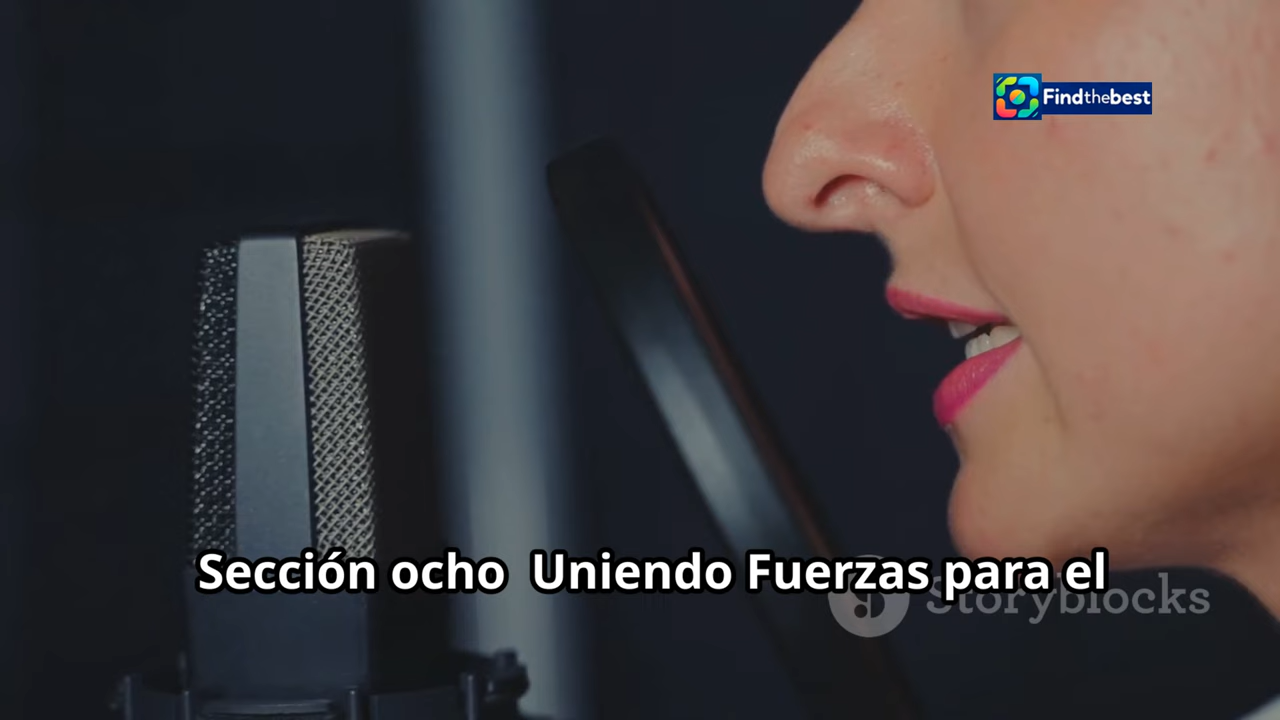 Findthebest
Sección ocho Uniendo Fuerzas para el
Storyblocks